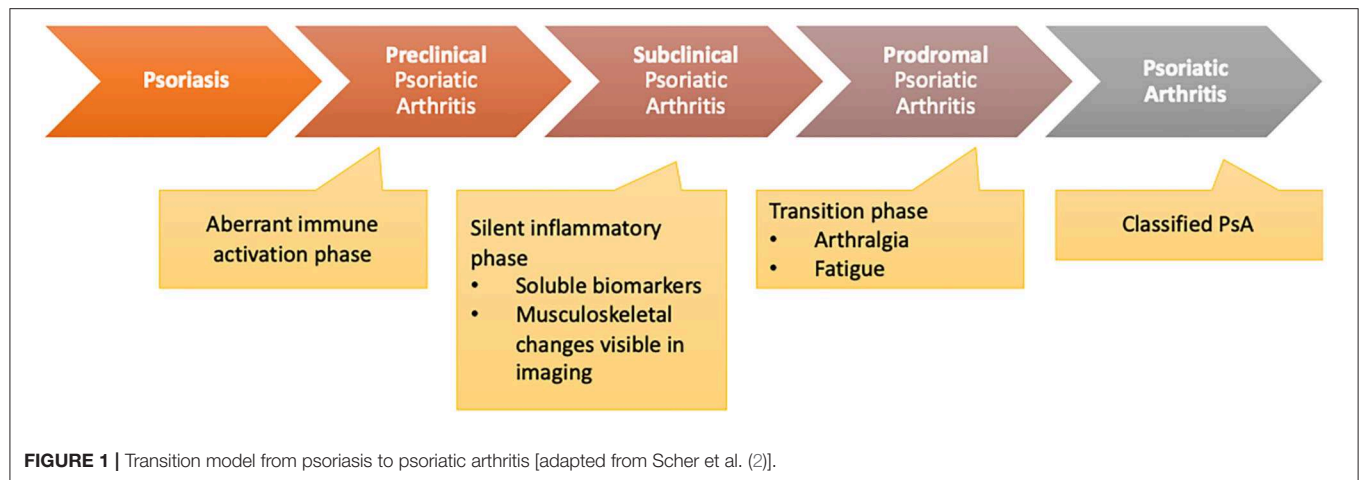 Psoriasis
Preclinical
Psoriatic
Arthritis
Subclinical
Psoriatic
Arthritis
Prodromal
Psoriatic
Arthritis
Psoriatic
Arthritis
Aberrant immune
activation phase
Silent inflammatory
phase
• Soluble biomarkers
• Musculoskeletal
changes visible in
imaging
Transition phase
• Arthralgia
• Fatigue
Classified PsA
FIGURE 1 | Transition model from psoriasis to psoriatic arthritis [adapted from Scher et al. (2)].